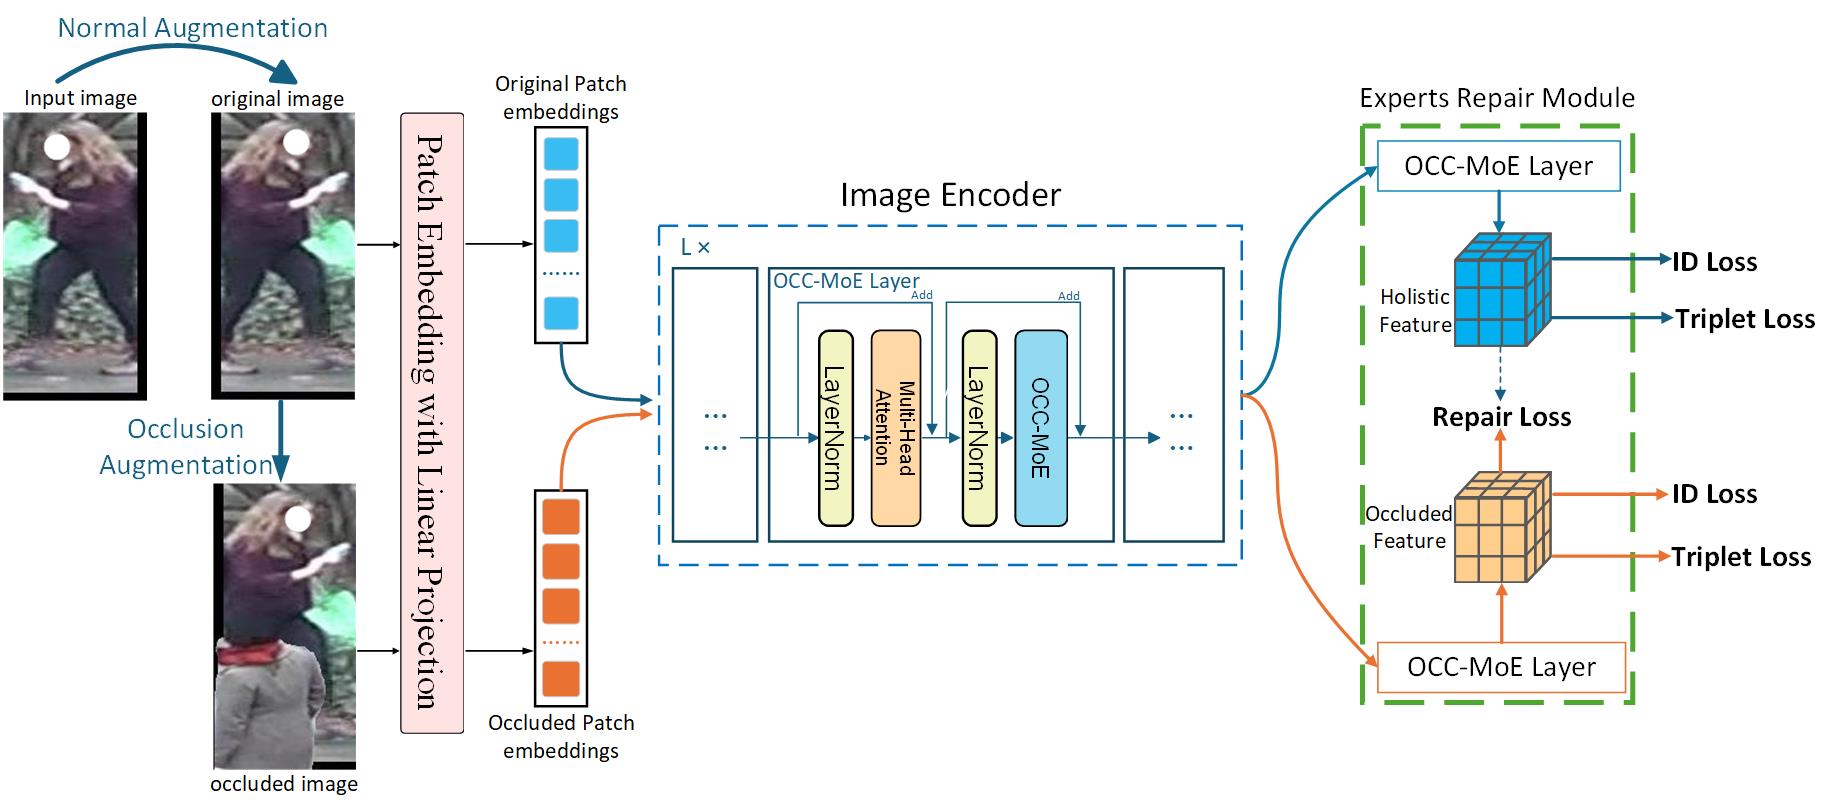 Normal Augmentation
Input image
original image
Occlusion
Augmentation
occluded image
Patch Embedding with Linear Projection
Original Patch
embeddings
......
......
Occluded Patch
embeddings
Image Encoder
L ×
...
...
OCC-MoE Layer
Add
Add
LayerNorm
Multi-Head
Attention
LayerNorm
OCC-MoE
...
...
Experts Repair Module
OCC-MoE Layer
Holistic
Feature
ID Loss
Triplet Loss
Repair Loss
Occluded
Feature
ID Loss
Triplet Loss
OCC-MoE Layer